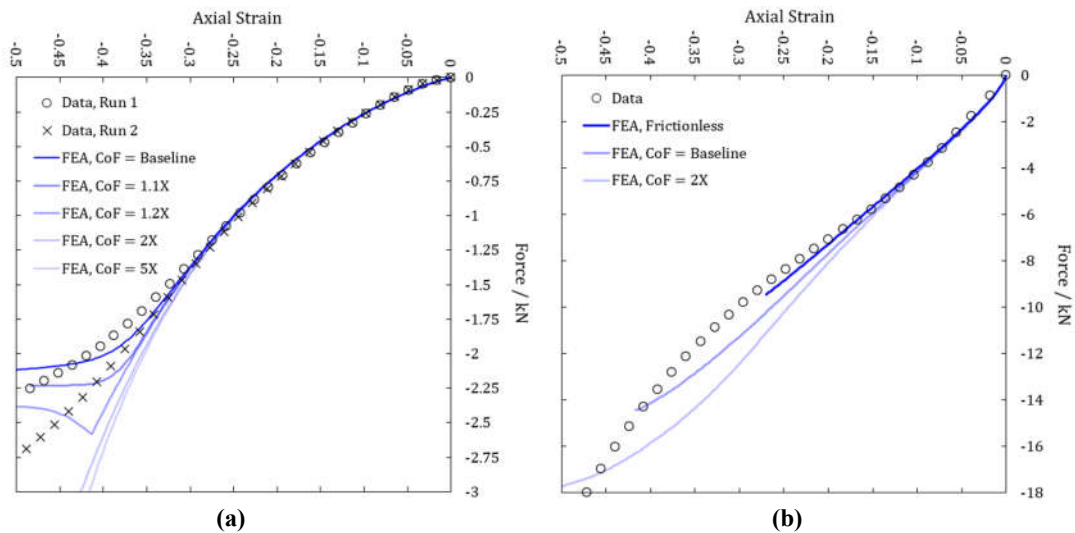 Axial Strain
-0.5 -0.45 -0.4 -0.35 -0.3 -0.25 -0.2 -0.15 -0.1 -0.05 0
0
-0.25
-0.5
-0.75
-1
-1.25
-1.5
-1.75
-2
-2.25
-2.5
-2.75
-3
Force / kN
Data, Run 1
Data, Run 2
FEA, CoF = Baseline
FEA, CoF = 1.1X
FEA, CoF = 1.2X
FEA, CoF = 2X
FEA, CoF = 5X
(a)
Axial Strain
-0.5 -0.45 -0.4 -0.35 -0.3 -0.25 -0.2 -0.15 -0.1 -0.05 0
0
-2
-4
-6
-8
-10
-12
-14
-16
-18
Force / kN
Data
FEA, Frictionless
FEA, CoF = Baseline
FEA, CoF = 2X
(b)